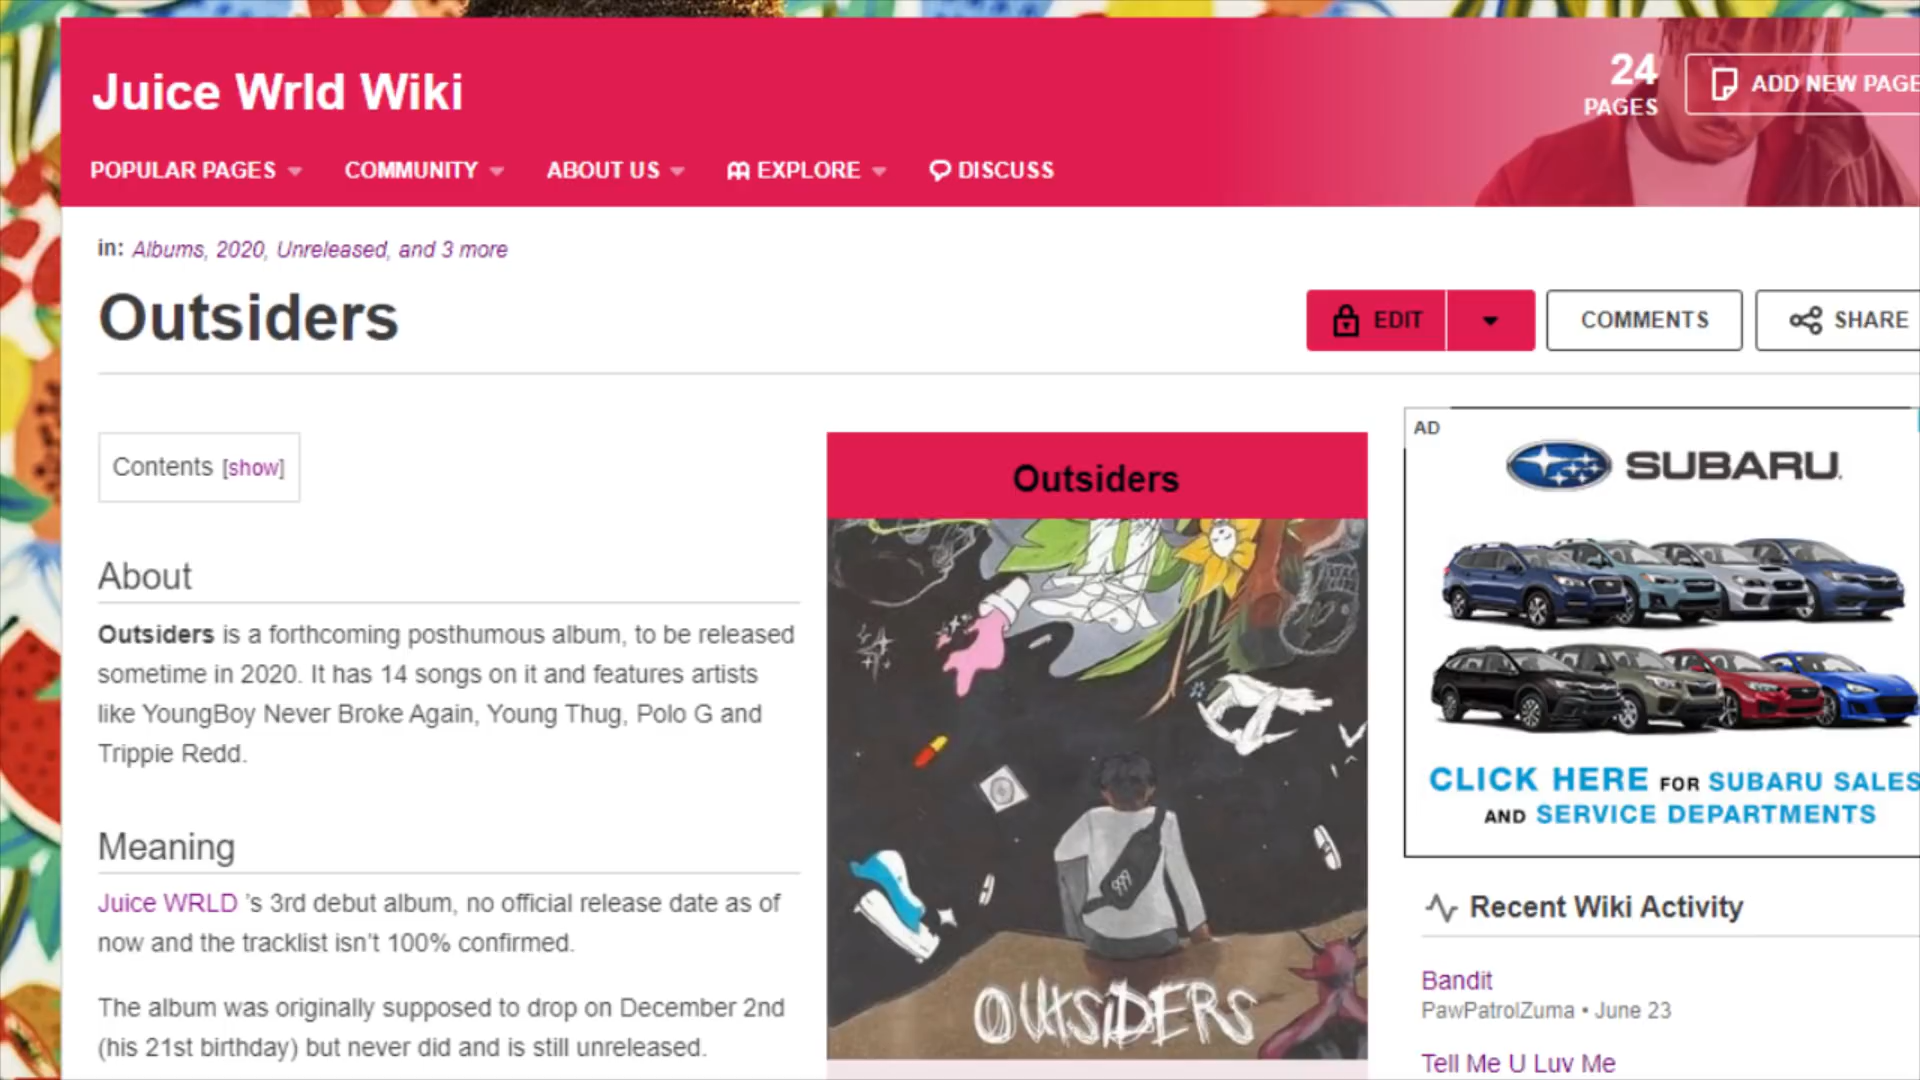 Juice Wrld Wiki
24
PAGES
ADD NEW PAGE
POPULAR PAGES
COMMUNITY
ABOUT US
EXPLORE
DISCUSS
in: Albums, 2020, Unreleased, and 3 more
Outsiders
EDIT
COMMENTS
SHARE
Contents [show]
About
Outsiders is a forthcoming posthumous album, to be released
sometime in 2020. It has 14 songs on it and features artists
like YoungBoy Never Broke Again, Young Thug, Polo G and
Trippie Redd.
Meaning
Juice WRLD 's 3rd debut album, no official release date as of
now and the tracklist isn't 100% confirmed.
The album was originally supposed to drop on December 2nd
(his 21st birthday) but never did and is still unreleased.
Outsiders
999
OUTSIDERS
AD
SUBARU
CLICK HERE FOR SUBARU SALES
AND SERVICE DEPARTMENTS
Recent Wiki Activity
Bandit
PawPatrolZuma • June 23
Tell Me U Luv Me